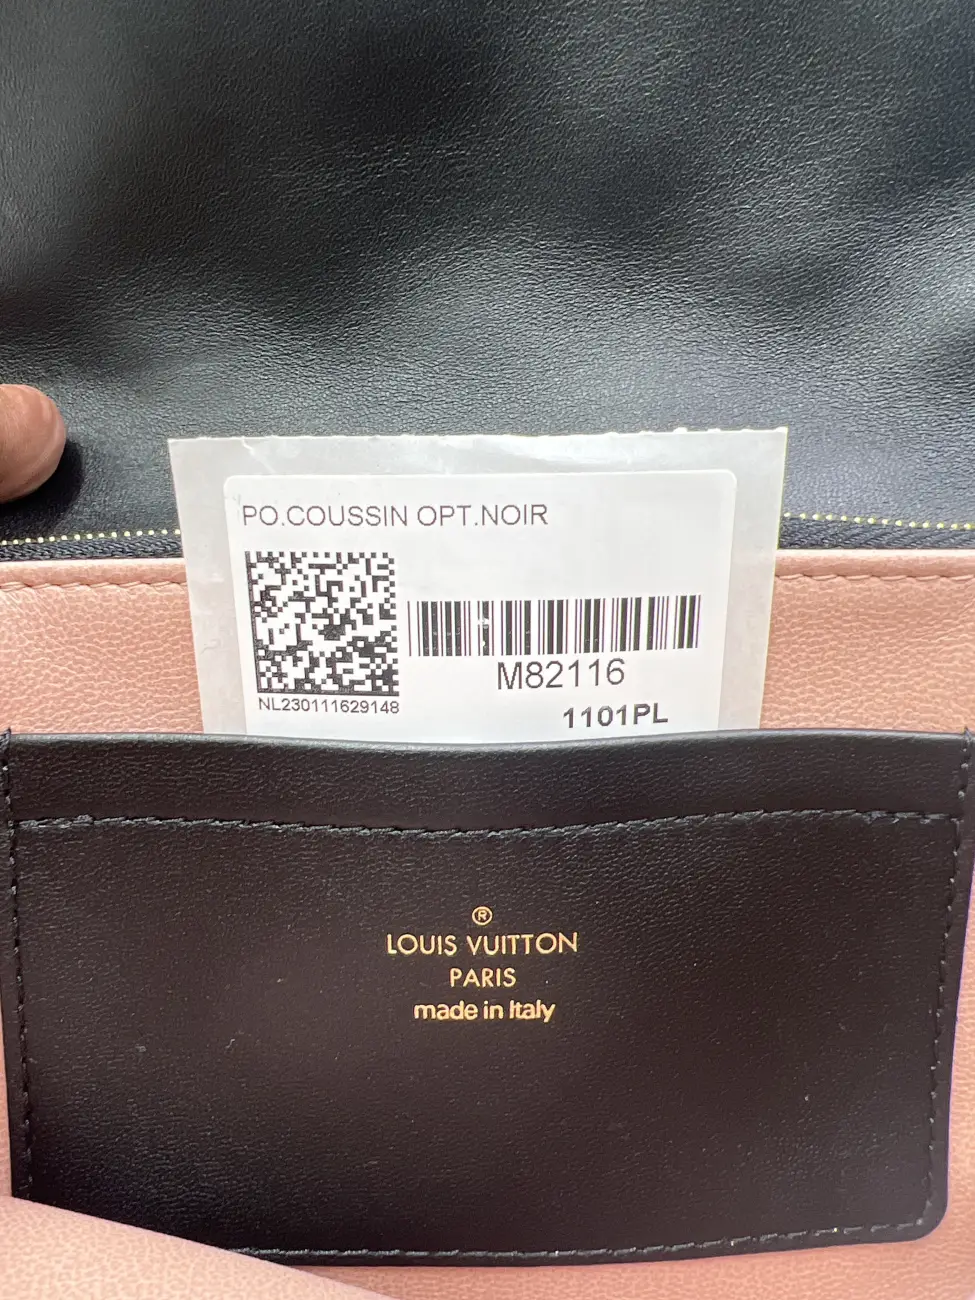 PO.COUSSIN OPT.NOIR
NL230111629148
M82116
1101PL
®
LOUIS VUITTON
PARIS
made in Italy